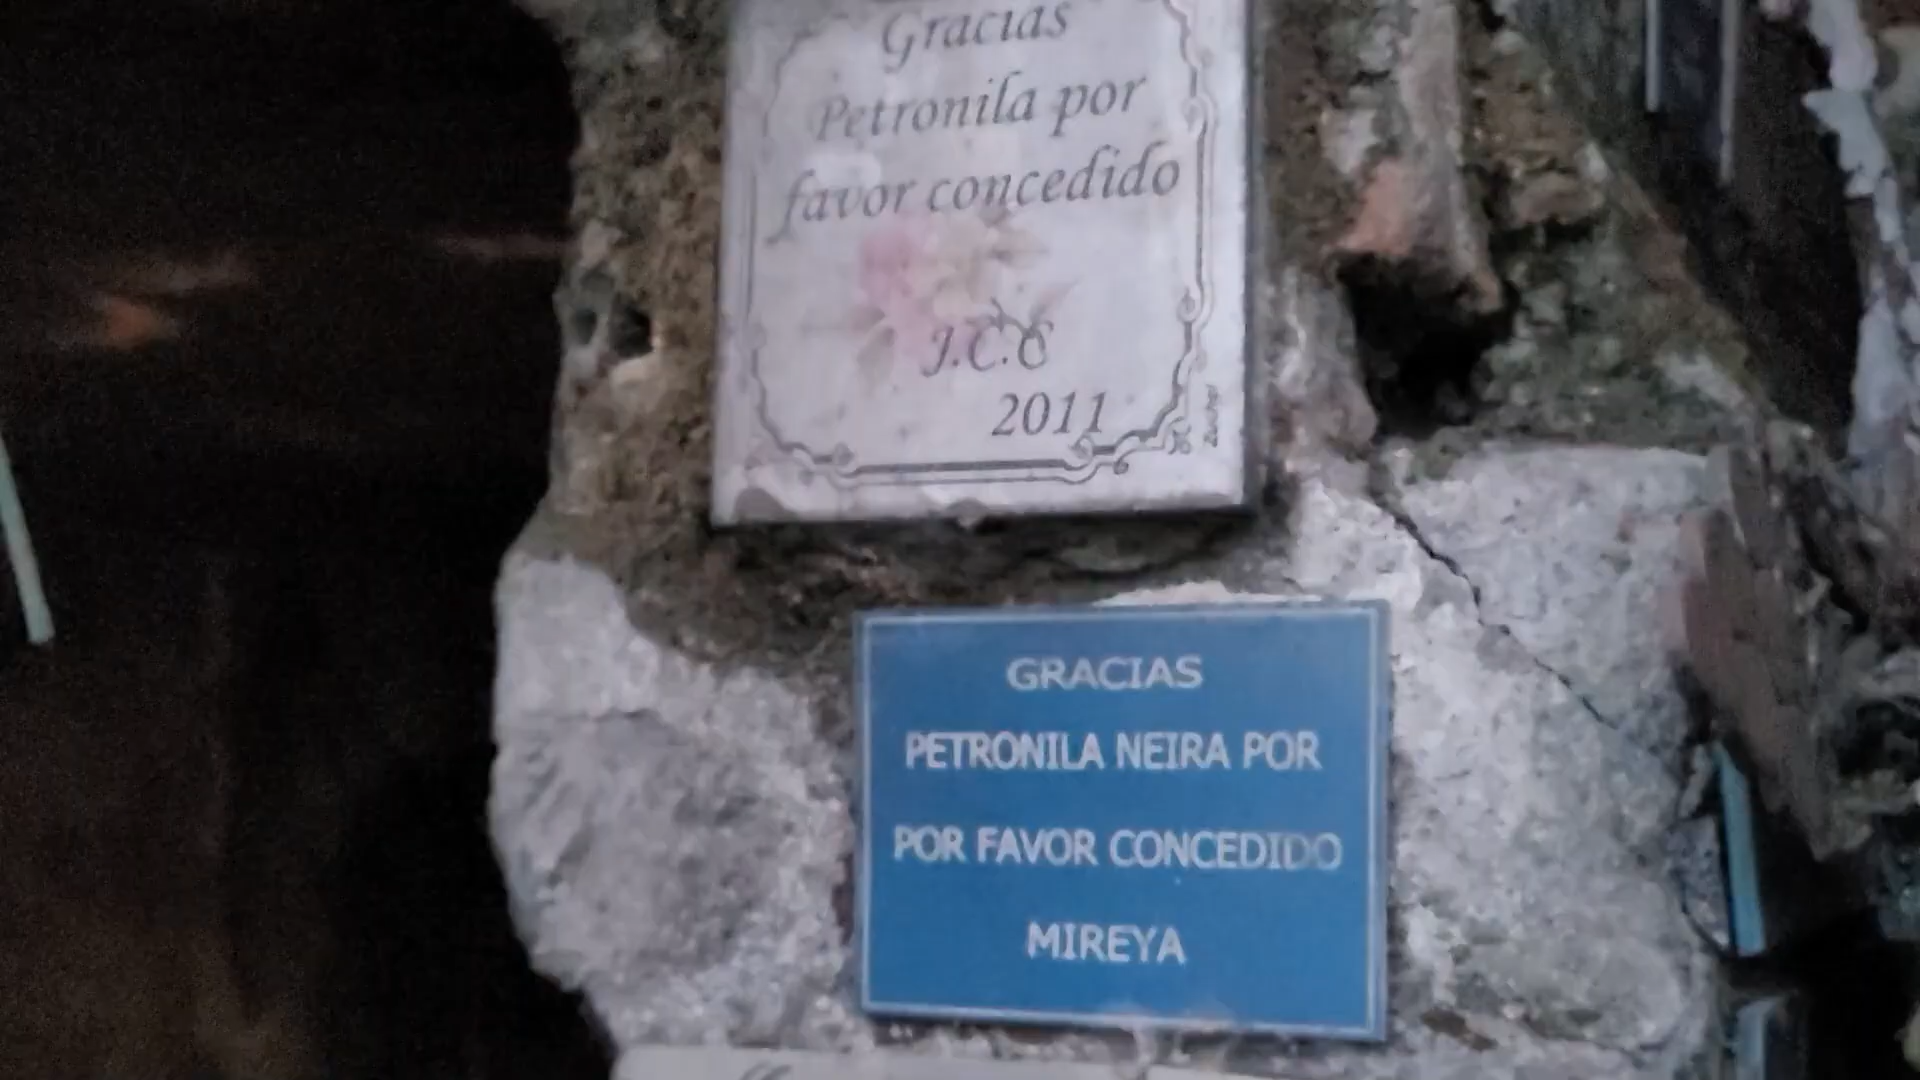 Gracias
Petronila por
favor concedido
J.C.C
2011
GRACIAS
PETRONILA NEIRA POR
POR FAVOR CONCEDIDO
MIREYA